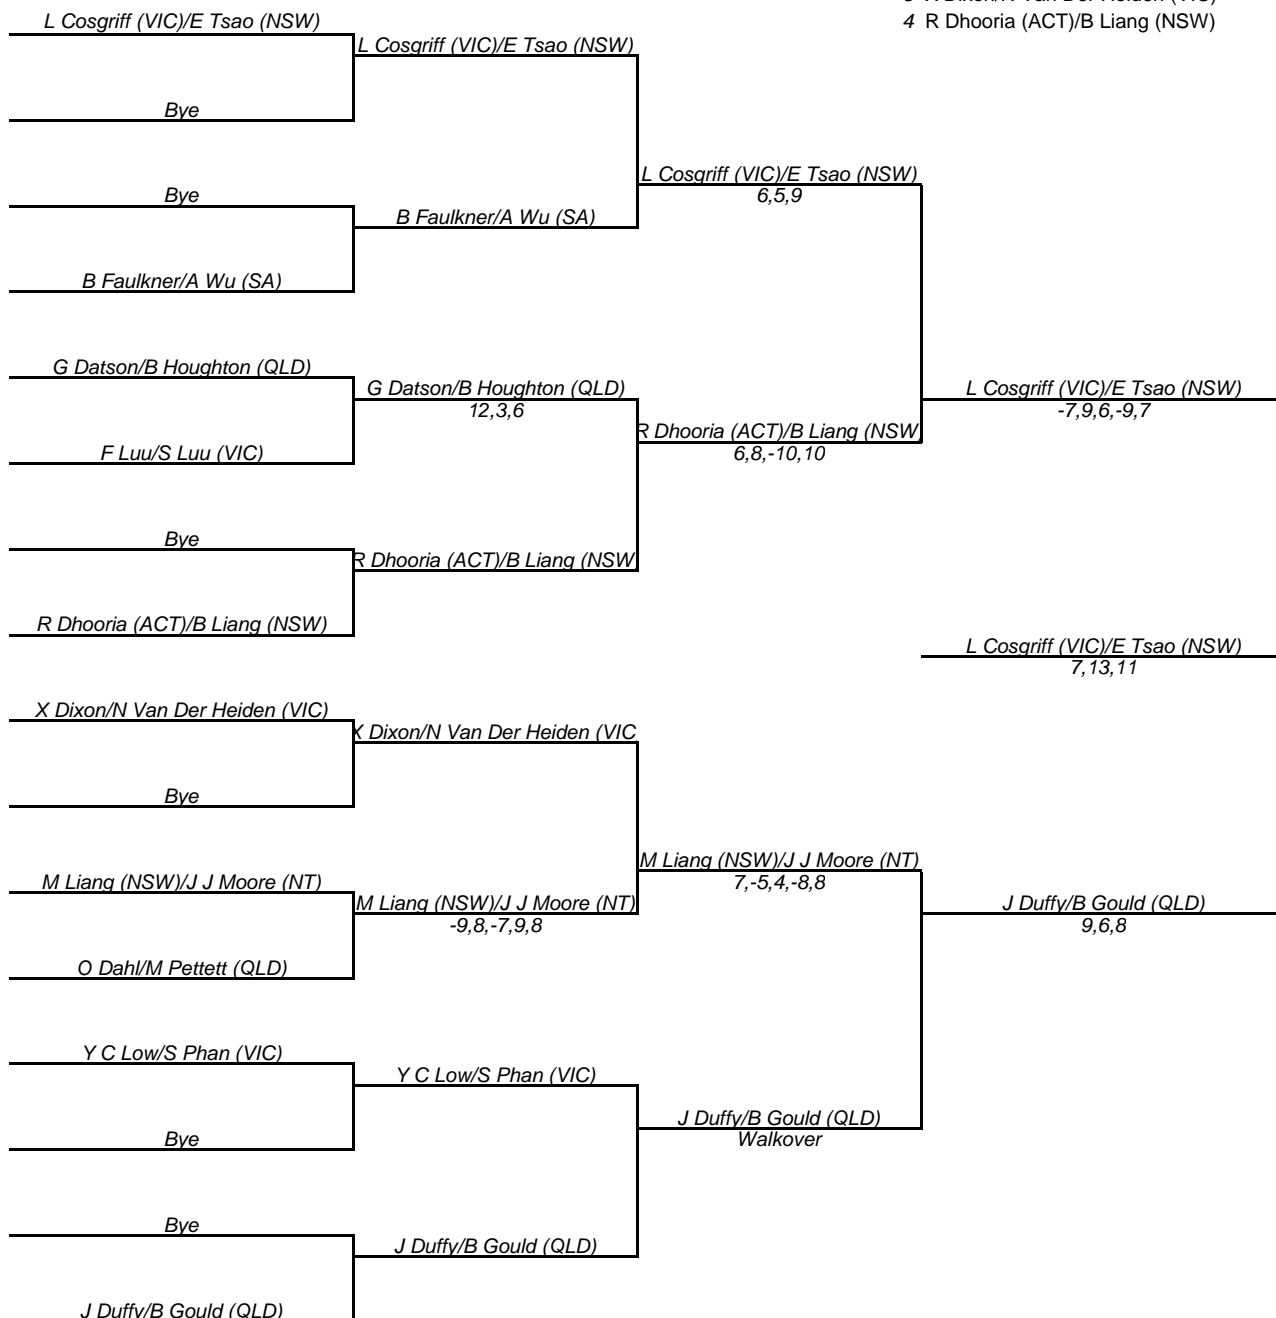 4 R Dhooria (ACT)/B Liang (NSW)
L Cosgriff (VIC)/E Tsao (NSW)
L Cosgriff (VIC)/E Tsao (NSW)
Bye
L Cosgriff (VIC)/E Tsao (NSW)
6,5,9
Bye
B Faulkner/A Wu (SA)
B Faulkner/A Wu (SA)
G Datson/B Houghton (QLD)
G Datson/B Houghton (QLD)
12,3,6
L Cosgriff (VIC)/E Tsao (NSW)
-7,9,6,-9,7
R Dhooria (ACT)/B Liang (NSW
6,8,-10,10
F Luu/S Luu (VIC)
Bye
R Dhooria (ACT)/B Liang (NSW
R Dhooria (ACT)/B Liang (NSW)
L Cosgriff (VIC)/E Tsao (NSW)
7,13,11
X Dixon/N Van Der Heiden (VIC)
X Dixon/N Van Der Heiden (VIC
Bye
M Liang (NSW)/J J Moore (NT)
7,-5,4,-8,8
M Liang (NSW)/J J Moore (NT)
M Liang (NSW)/J J Moore (NT)
-9,8,-7,9,8
J Duffy/B Gould (QLD)
9,6,8
O Dahl/M Pettett (QLD)
Y C Low/S Phan (VIC)
Y C Low/S Phan (VIC)
J Duffy/B Gould (QLD)
Walkover
Bye
Bye
J Duffy/B Gould (QLD)
J Duffy/B Gould (QLD)